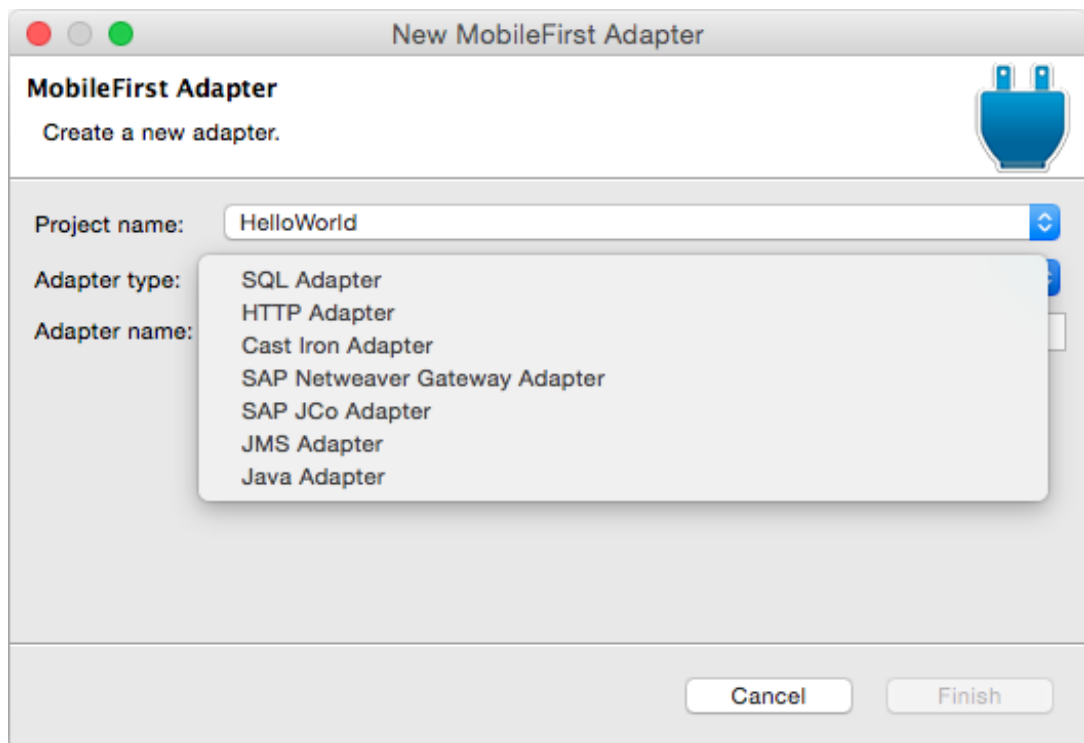 New MobileFirst Adapter
MobileFirst Adapter
Create a new adapter.
Project name: HelloWorld
Adapter type:
SQL Adapter
HTTP Adapter
Adapter name:
Cast Iron Adapter
SAP Netweaver Gateway Adapter
SAP JCo Adapter
JMS Adapter
Java Adapter
Cancel Finish